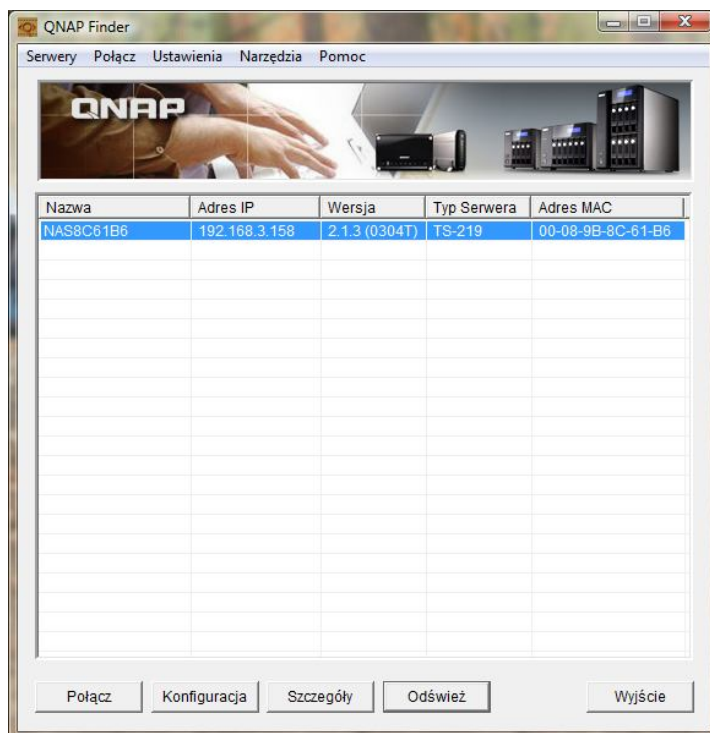 QNAP Finder
Serwery Połącz Ustawienia Narzędzia Pomoc
QNAP
Nazwa Adres IP Wersja Typ Serwera Adres MAC
NAS8C61B6 192.168.3.158 2.1.3 (0304T) TS-219 00-08-9B-8C-61-B6
Połącz Konfiguracja Szczegóły Odśwież Wyjście